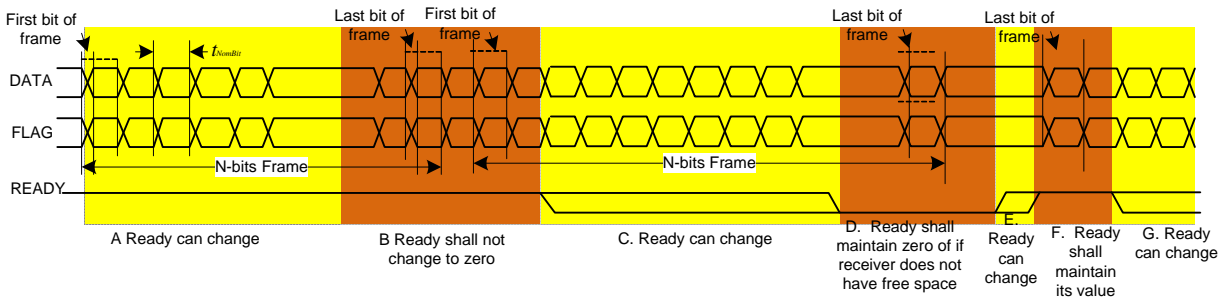 First bit of
frame
Last bit of
frame
First bit of
frame
Last bit of
frame
Last bit of
frame
tNomBit
DATA
FLAG
N-bits Frame
N-bits Frame
READY
A Ready can change
B Ready shall not
change to zero
C. Ready can change
D. Ready shall
maintain zero of if
receiver does not
have free space
E.
Ready
can
change
F. Ready
shall
maintain
its value
G. Ready
can change